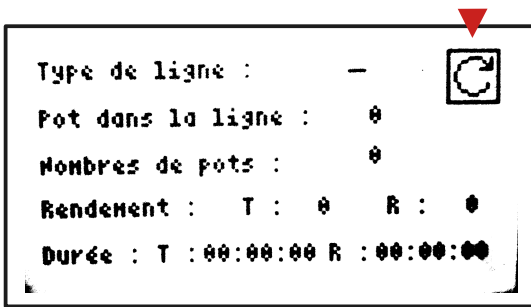 Type de ligne : –
Pot dans la ligne : 0
Nombres de pots : 0
Rendement : T : 0 R : 0
Durée : T :00:00:00 R :00:00:00